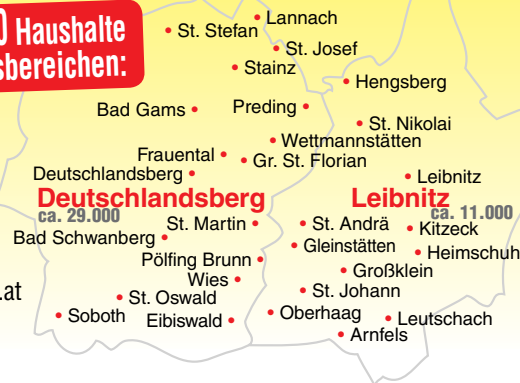 Haushalte
sbereichen:
Lannach
St. Stefan
St. Josef
Stainz
Hengsberg
Bad Gams
Preding
St. Nikolai
Wettmannstätten
Frauental
Gr. St. Florian
Deutschlandsberg
Leibnitz
Deutschlandsberg
Leibnitz
ca. 29.000
ca. 11.000
St. Martin
St. Andrä
Kitzeck
Bad Schwanberg
Gleinstätten
Heimschuh
Pölfing Brunn
Großklein
Wies
.at
St. Oswald
St. Johann
Soboth
Eibiswald
Oberhaag
Leutschach
Arnfels